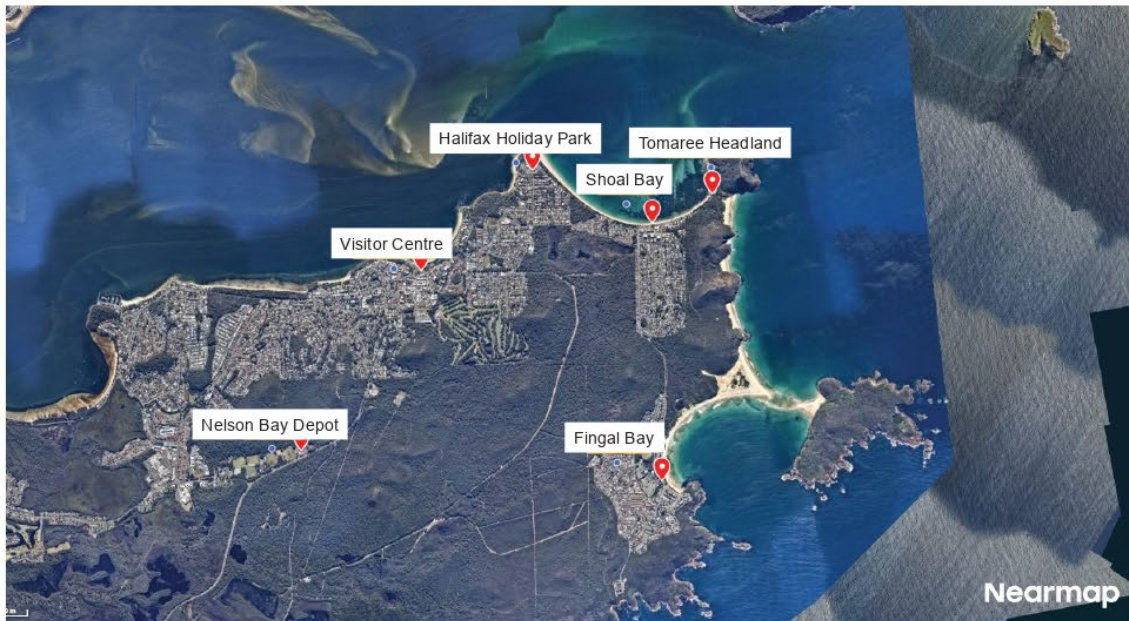 Halifax Holiday Park
Tomaree Headland
Shoal Bay
Visitor Centre
Nelson Bay Depot
Fingal Bay
Nearmap